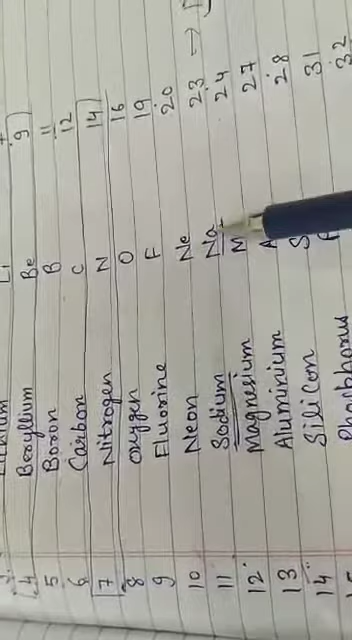 4 Beryllium Be 9
5 Boron B 11
6 Carbon C 12
7 Nitrogen N 14
8 Oxygen O 16
9 Fluorine F 19
10 Neon Ne 20
11 Sodium Na 23 →
12 Magnesium M 24
13 Aluminium 27
14 Silicon S 28
15 Phosphorus P 31
32